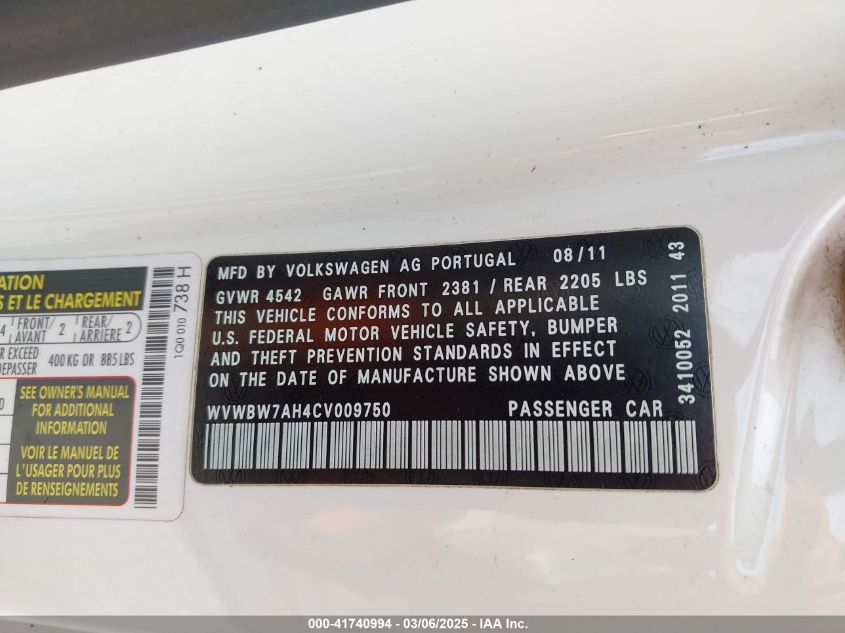 ATION
S ET LE CHARGEMENT
4 FRONT/ AVANT 2 REAR/ ARRIÈRE 2
R EXCEED
DEPASSER 400 KG OR 885 LBS
SEE OWNER'S MANUAL
FOR ADDITIONAL
INFORMATION
VOIR LE MANUEL DE
L'USAGER POUR PLUS
DE RENSEIGNEMENTS
1Q0 010 738 H
MFD BY VOLKSWAGEN AG PORTUGAL 08/11
GVWR 4542 GAWR FRONT 2381 / REAR 2205 LBS
THIS VEHICLE CONFORMS TO ALL APPLICABLE
U.S. FEDERAL MOTOR VEHICLE SAFETY, BUMPER
AND THEFT PREVENTION STANDARDS IN EFFECT
ON THE DATE OF MANUFACTURE SHOWN ABOVE
WVWBW7AH4CV009750 PASSENGER CAR
3410052 2011 43
000-41740994 — 03/06/2025 — IAA Inc.